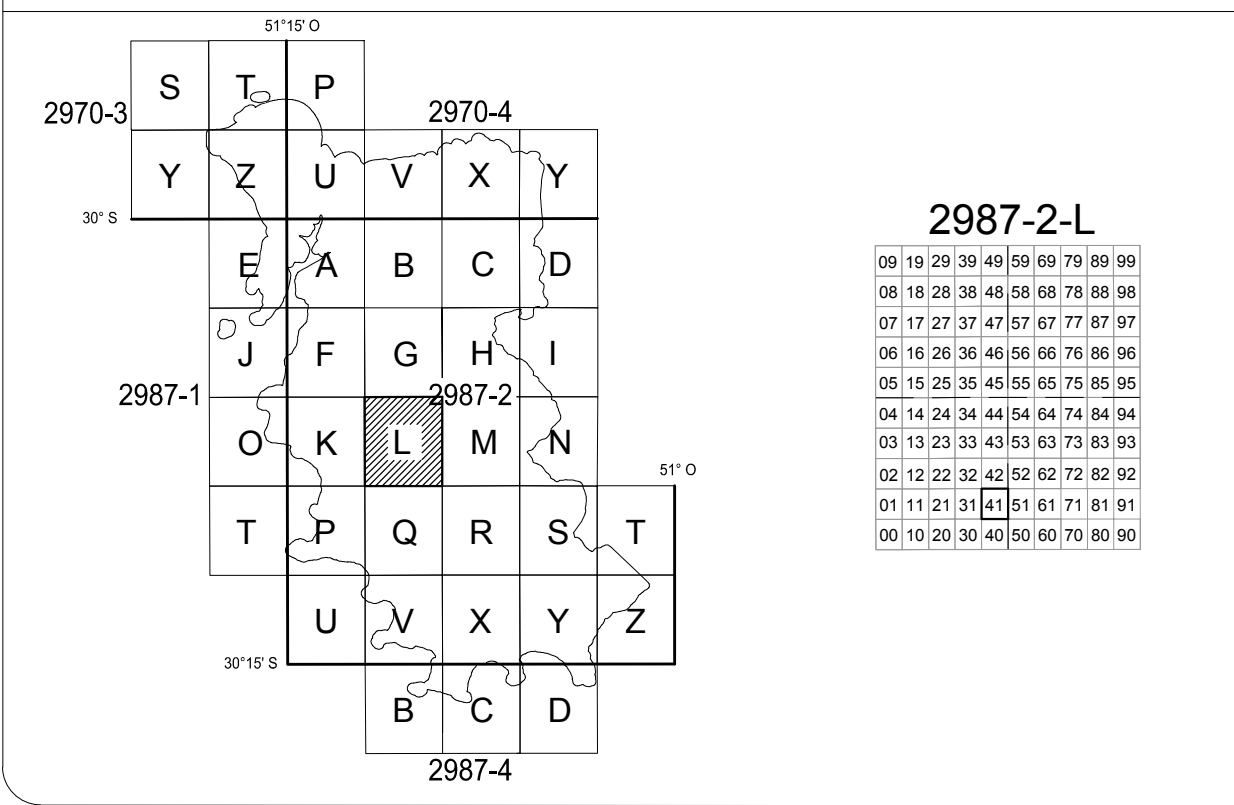 51°15' O
S T P
2970-3 2970-4
Y Z U V X Y
30° S
E A B C D
J F G H I
2987-1 2987-2
O K L M N
51° O
T P Q R S T
U V X Y Z
30°15' S
B C D
2987-4
2987-2-L
09 19 29 39 49 59 69 79 89 99
08 18 28 38 48 58 68 78 88 98
07 17 27 37 47 57 67 77 87 97
06 16 26 36 46 56 66 76 86 96
05 15 25 35 45 55 65 75 85 95
04 14 24 34 44 54 64 74 84 94
03 13 23 33 43 53 63 73 83 93
02 12 22 32 42 52 62 72 82 92
01 11 21 31 41 51 61 71 81 91
00 10 20 30 40 50 60 70 80 90